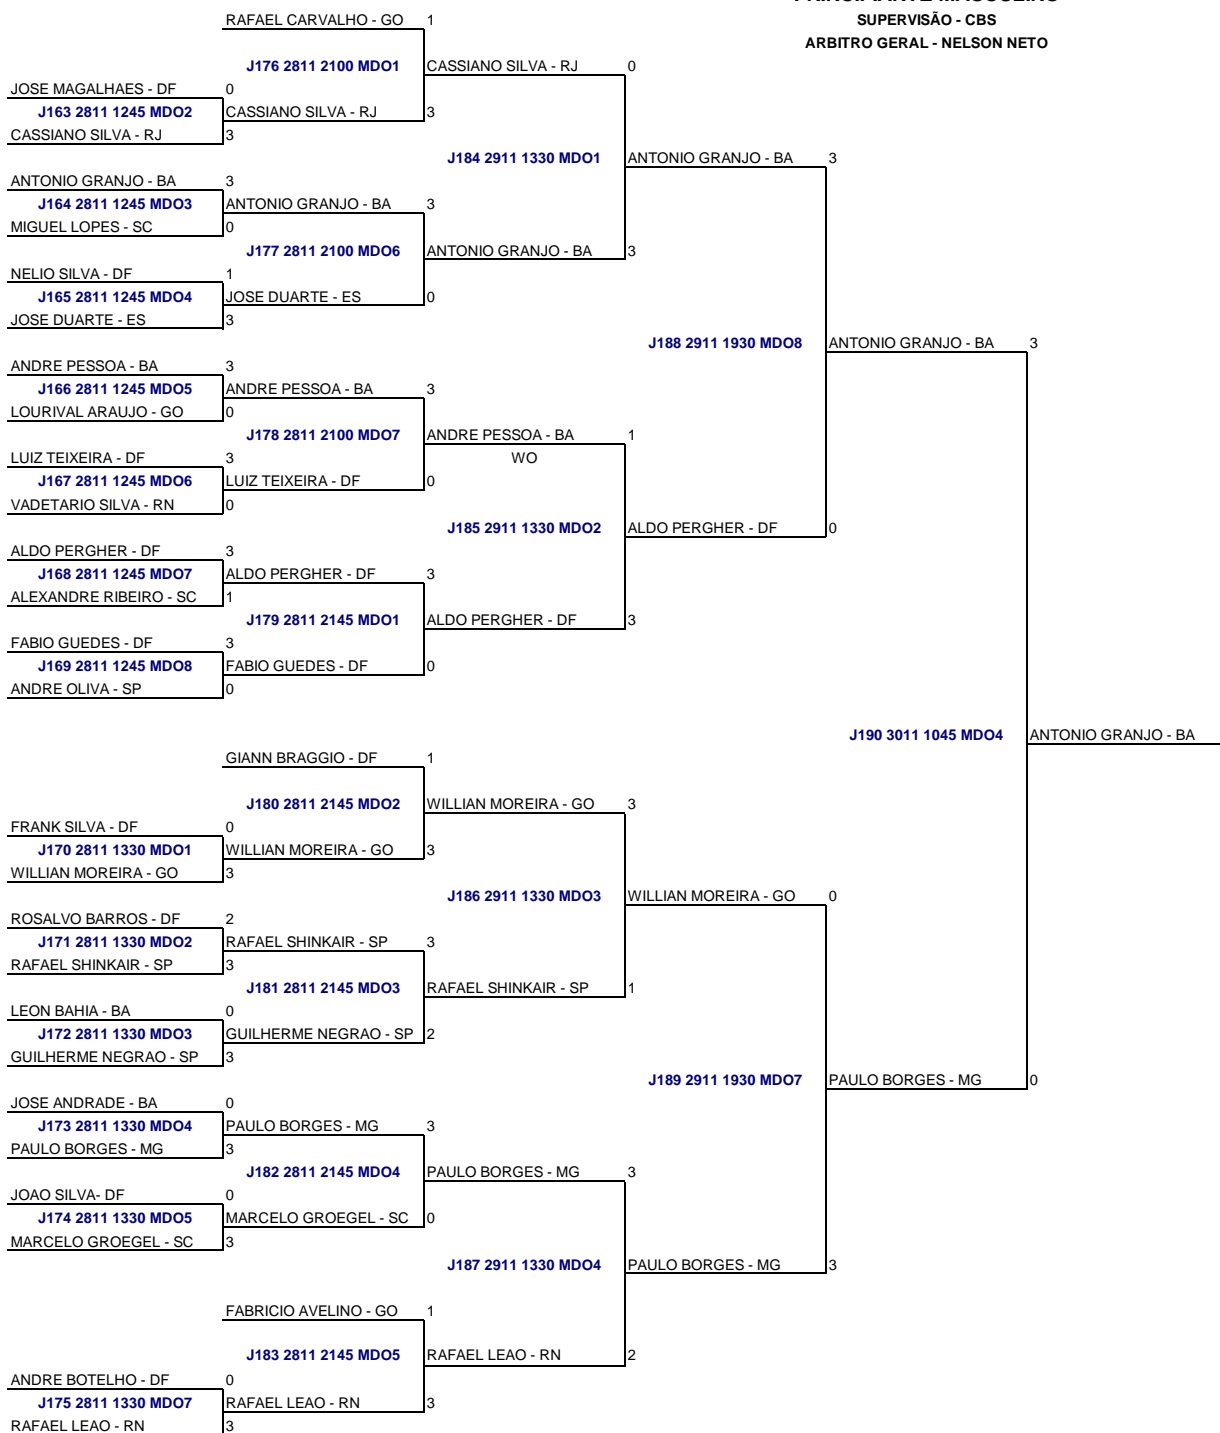 RAFAEL CARVALHO - GO 1
SUPERVISÃO - CBS
ARBITRO GERAL - NELSON NETO
J176 2811 2100 MDO1 CASSIANO SILVA - RJ 0
JOSE MAGALHAES - DF 0
J163 2811 1245 MDO2 CASSIANO SILVA - RJ 3
CASSIANO SILVA - RJ 3
J184 2911 1330 MDO1 ANTONIO GRANJO - BA 3
ANTONIO GRANJO - BA 3
J164 2811 1245 MDO3 ANTONIO GRANJO - BA 3
MIGUEL LOPES - SC 0
J177 2811 2100 MDO6 ANTONIO GRANJO - BA 3
NELIO SILVA - DF 1
J165 2811 1245 MDO4 JOSE DUARTE - ES 0
JOSE DUARTE - ES 3
J188 2911 1930 MDO8 ANTONIO GRANJO - BA 3
ANDRE PESSOA - BA 3
J166 2811 1245 MDO5 ANDRE PESSOA - BA 3
LOURIVAL ARAUJO - GO 0
J178 2811 2100 MDO7 ANDRE PESSOA - BA 1
LUIZ TEIXEIRA - DF 3 WO
J167 2811 1245 MDO6 LUIZ TEIXEIRA - DF 0
VADETARIO SILVA - RN 0
J185 2911 1330 MDO2 ALDO PERGHER - DF 0
ALDO PERGHER - DF 3
J168 2811 1245 MDO7 ALDO PERGHER - DF 3
ALEXANDRE RIBEIRO - SC 1
J179 2811 2145 MDO1 ALDO PERGHER - DF 3
FABIO GUEDES - DF 3
J169 2811 1245 MDO8 FABIO GUEDES - DF 0
ANDRE OLIVA - SP 0
J190 3011 1045 MDO4 ANTONIO GRANJO - BA
GIANN BRAGGIO - DF 1
J180 2811 2145 MDO2 WILLIAN MOREIRA - GO 3
FRANK SILVA - DF 0
J170 2811 1330 MDO1 WILLIAN MOREIRA - GO 3
WILLIAN MOREIRA - GO 3
J186 2911 1330 MDO3 WILLIAN MOREIRA - GO 0
ROSALVO BARROS - DF 2
J171 2811 1330 MDO2 RAFAEL SHINKAIR - SP 3
RAFAEL SHINKAIR - SP 3
J181 2811 2145 MDO3 RAFAEL SHINKAIR - SP 1
LEON BAHIA - BA 0
J172 2811 1330 MDO3 GUILHERME NEGRAO - SP 2
GUILHERME NEGRAO - SP 3
J189 2911 1930 MDO7 PAULO BORGES - MG 0
JOSE ANDRADE - BA 0
J173 2811 1330 MDO4 PAULO BORGES - MG 3
PAULO BORGES - MG 3
J182 2811 2145 MDO4 PAULO BORGES - MG 3
JOAO SILVA- DF 0
J174 2811 1330 MDO5 MARCELO GROEGEL - SC 0
MARCELO GROEGEL - SC 3
J187 2911 1330 MDO4 PAULO BORGES - MG 3
FABRICIO AVELINO - GO 1
J183 2811 2145 MDO5 RAFAEL LEAO - RN 2
ANDRE BOTELHO - DF 0
J175 2811 1330 MDO7 RAFAEL LEAO - RN 3
RAFAEL LEAO - RN 3